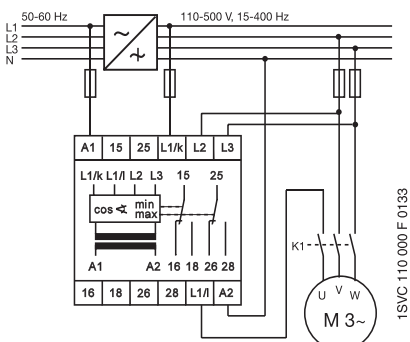 50-60 Hz
110-500 V, 15-400 Hz
L1
L2
L3
N
~
~
A1 15 25 L1/k L2 L3
L1/k L1/l L2 L3 15 25
cos ∢ min
max
A1 A2 16 18 26 28
16 18 26 28 L1/l A2
K1
U V W
M 3~
1SVC 110 000 F 0133